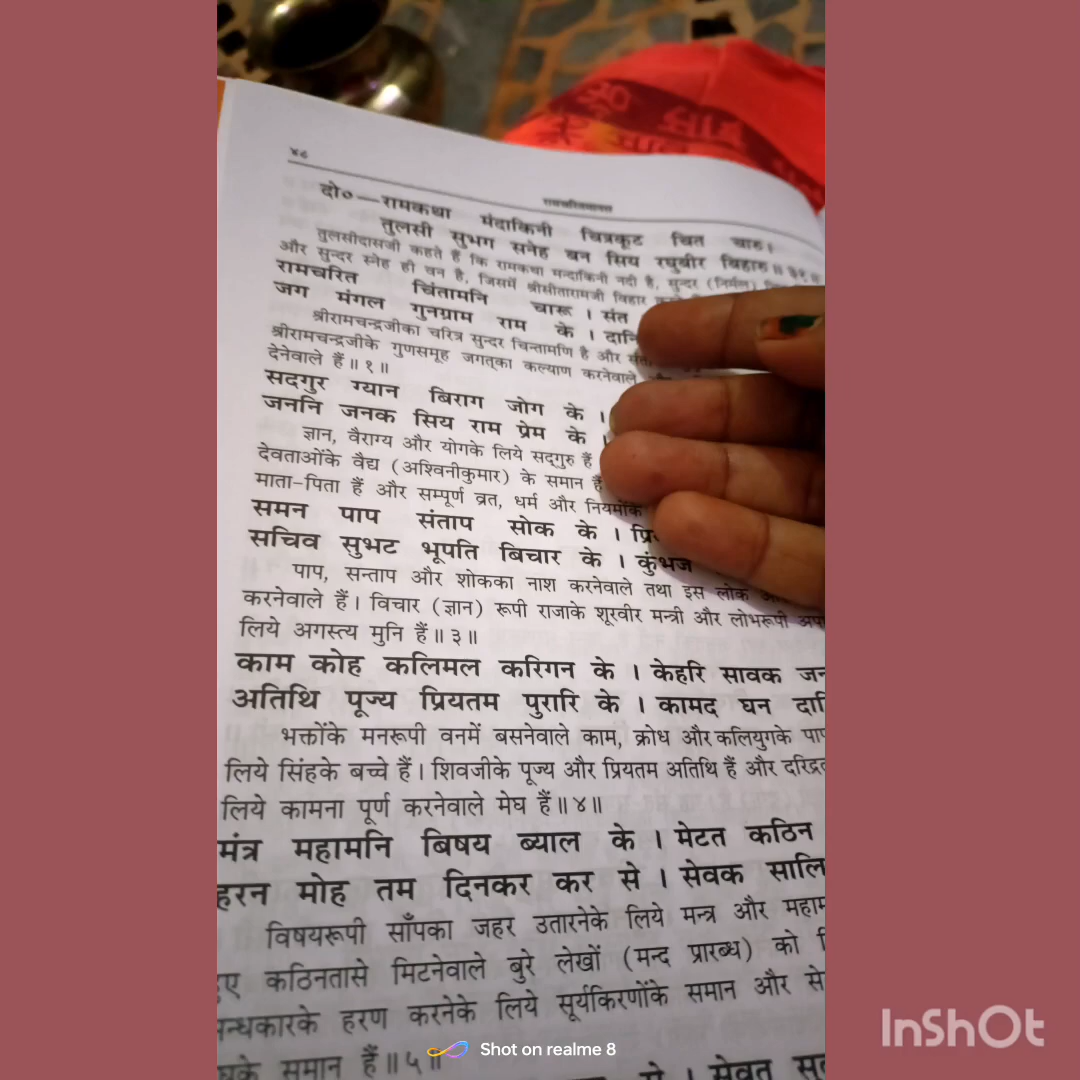 ४८
रामचरितमानस
दो०—रामकथा मंदाकिनी चित्रकूट चित चारु।
तुलसी सुभग सनेह बन सिय रघुबीर बिहारु॥ ३१॥
तुलसीदासजी कहते हैं कि रामकथा मन्दाकिनी नदी है, सुन्दर (निर्मल)
और सुन्दर स्नेह ही वन है, जिसमें श्रीसीतारामजी विहार
रामचरित चिंतामनि चारू । संत
जग मंगल गुनग्राम राम के ।
श्रीरामचन्द्रजीका चरित्र सुन्दर चिन्तामणि है और
श्रीरामचन्द्रजीके गुणसमूह जगत्का कल्याण करनेवाले
देनेवाले हैं॥ १॥
सदगुर ग्यान बिराग जोग के ।
जननि जनक सिय राम प्रेम के ।
ज्ञान, वैराग्य और योगके लिये सद्गुरु हैं
देवताओंके वैद्य (अश्विनीकुमार) के समान हैं
माता-पिता हैं और सम्पूर्ण व्रत, धर्म और नियमोंके
समन पाप संताप सोक के ।
सचिव सुभट भूपति बिचार के । कुंभज
पाप, सन्ताप और शोकका नाश करनेवाले तथा इस लोक
करनेवाले हैं। विचार (ज्ञान) रूपी राजाके शूरवीर मन्त्री और लोभरूपी
लिये अगस्त्य मुनि हैं॥ ३॥
काम कोह कलिमल करिगन के । केहरि सावक जन
अतिथि पूज्य प्रियतम पुरारि के । कामद घन
भक्तोंके मनरूपी वनमें बसनेवाले काम, क्रोध और कलियुगके
लिये सिंहके बच्चे हैं। शिवजीके पूज्य और प्रियतम अतिथि हैं और
लिये कामना पूर्ण करनेवाले मेघ हैं॥ ४॥
मंत्र महामनि बिषय ब्याल के । मेटत कठिन
हरन मोह तम दिनकर कर से । सेवक सालि
विषयरूपी साँपका जहर उतारनेके लिये मन्त्र और
कठिनतासे मिटनेवाले बुरे लेखों (मन्द प्रारब्ध) को
हरण करनेके लिये सूर्यकिरणोंके समान और
समान हैं॥ ५॥
सेवत
Shot on realme 8
InShOt